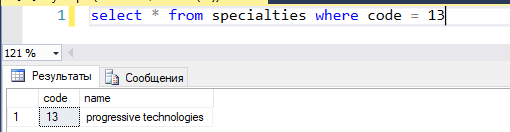 1 select * from specialties where code = 13
121 %
Результаты Сообщения
code name
1 13 progressive technologies